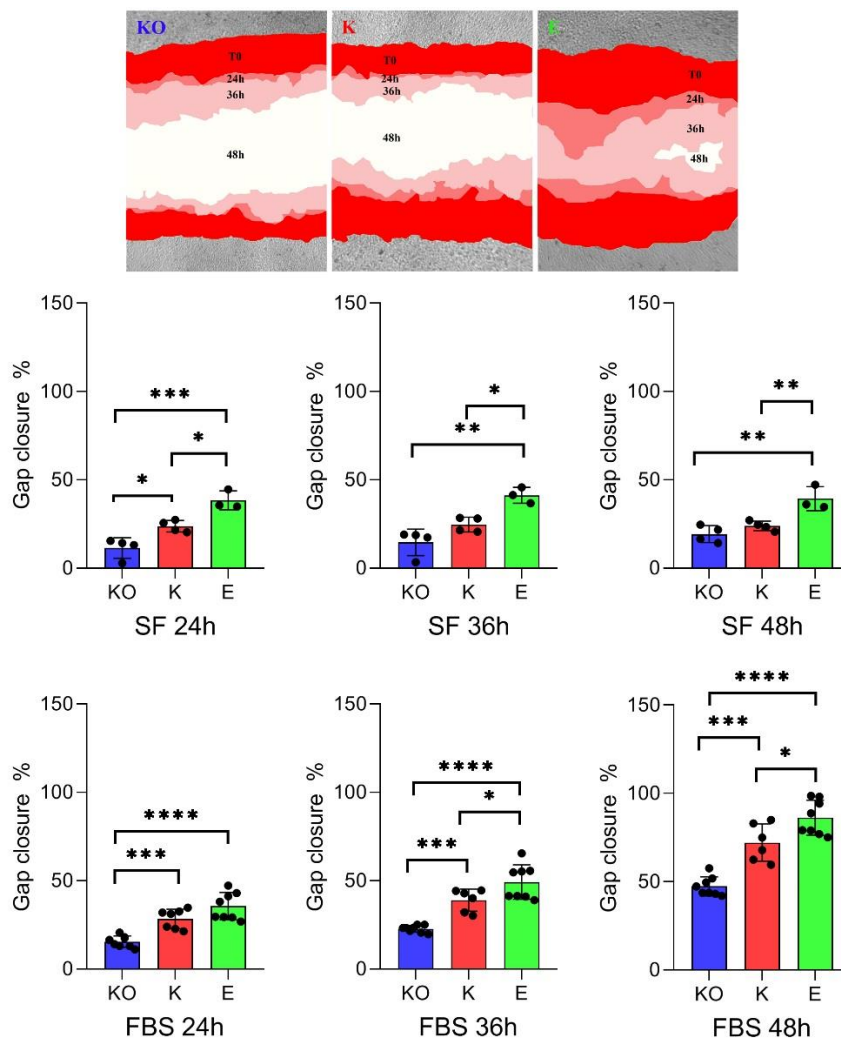 KO K E
T0 T0 T0
24h 24h 24h
36h 36h 36h
48h 48h 48h
150 150 150
Gap closure % Gap closure % Gap closure %
100 100 100
*** * **
* ** **
50 * 50 50
0 0 0
KO K E KO K E KO K E
SF 24h SF 36h SF 48h
150 150 150
Gap closure % Gap closure % Gap closure %
**** 
***
100 **** 100 * 100
**** *
*** ***
50 50 50
0 0 0
KO K E KO K E KO K E
FBS 24h FBS 36h FBS 48h